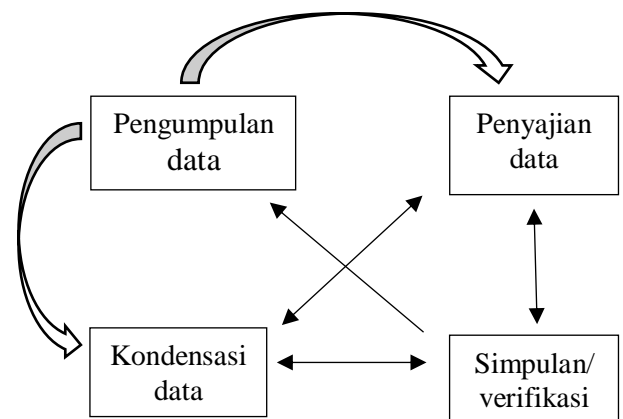 Pengumpulan
data
Penyajian
data
Kondensasi
data
Simpulan/
verifikasi